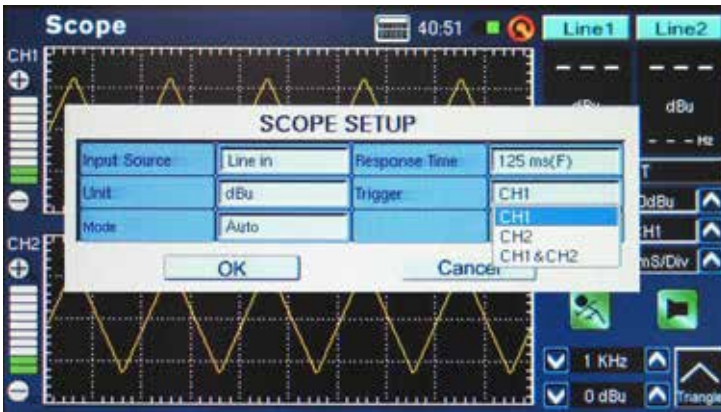 Scope 40:51 Line1 Line2
CH1
--- ---
dBu dBu
--- Hz
SCOPE SETUP
Input Source Line in Response Time 125 ms(F)
Unit dBu Trigger CH1
Mode Auto
CH1
CH2
CH1&CH2
OK Cancel
T
0dBu
CH1
mS/Div
CH2
1 KHz
0 dBu
Triangle